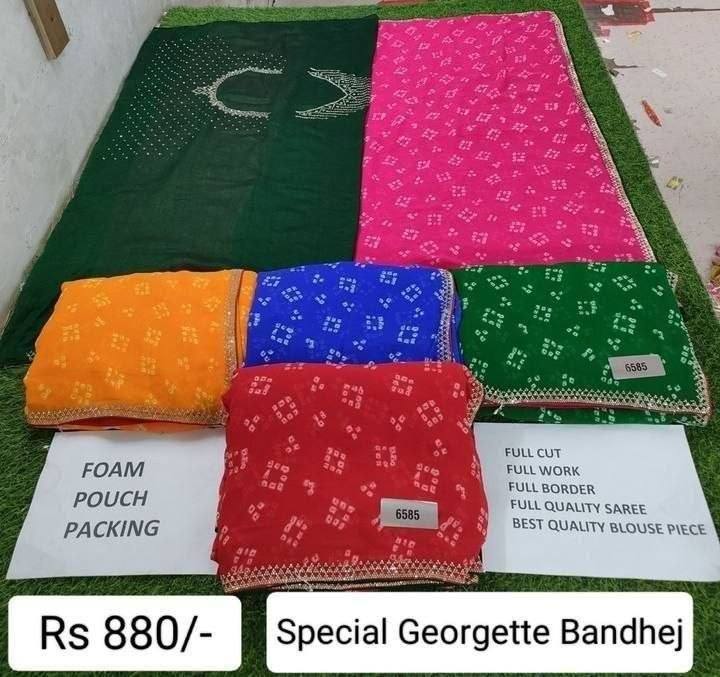 6585
6585
FOAM
POUCH
PACKING
FULL CUT
FULL WORK
FULL BORDER
FULL QUALITY SAREE
BEST QUALITY BLOUSE PIECE
Rs 880/-
Special Georgette Bandhej